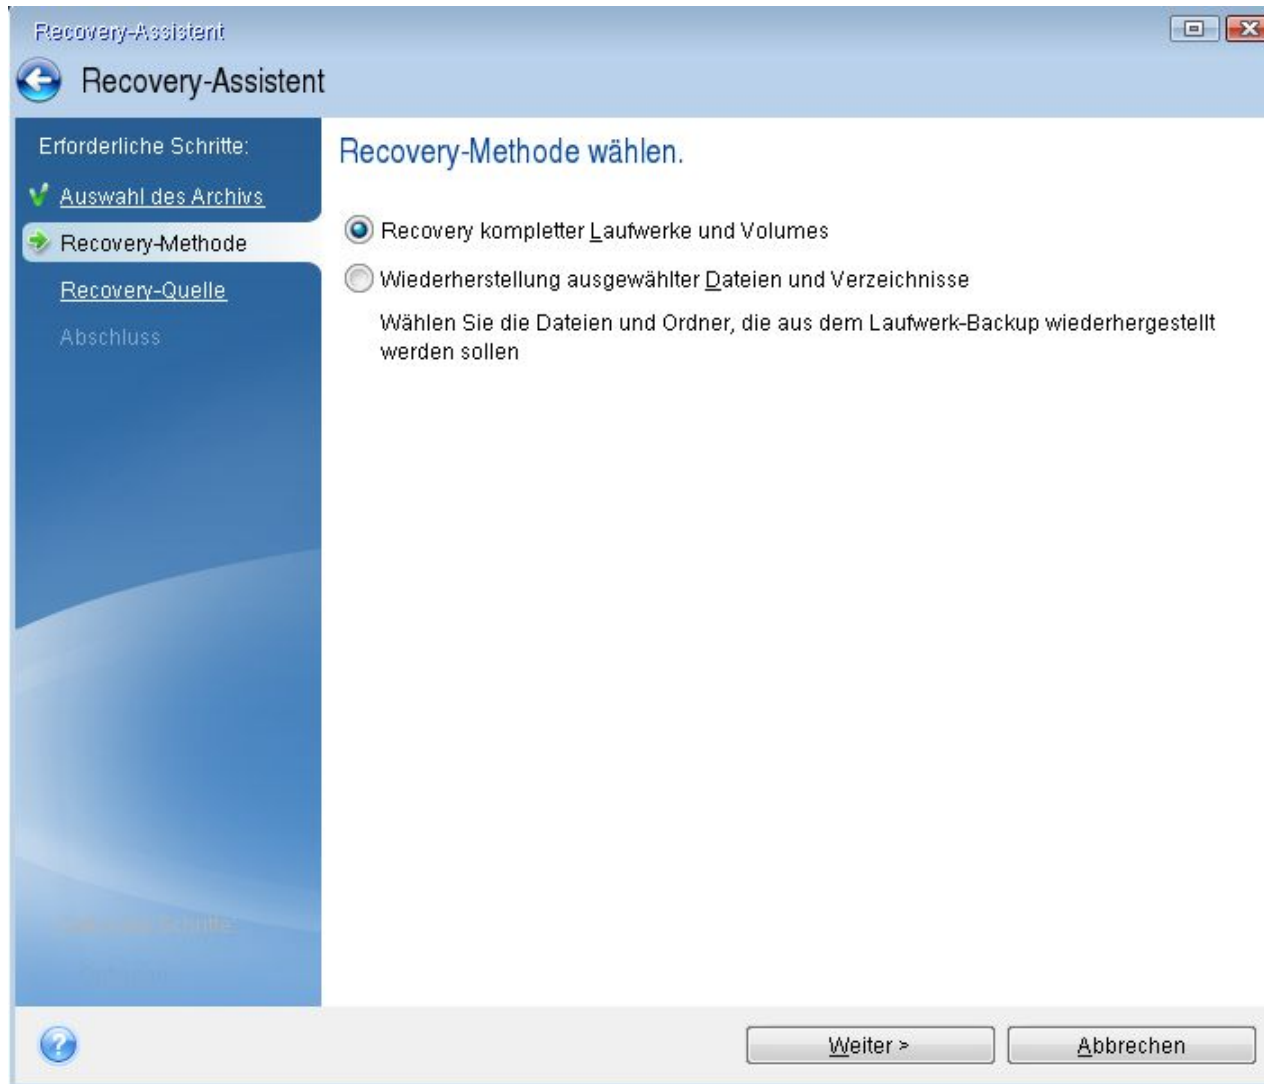 Recovery-Assistent
Recovery-Assistent
Erforderliche Schritte:
Auswahl des Archivs
Recovery-Methode
Recovery-Quelle
Abschluss
Recovery-Methode wählen.
Recovery kompletter Laufwerke und Volumes
Wiederherstellung ausgewählter Dateien und Verzeichnisse
Wählen Sie die Dateien und Ordner, die aus dem Laufwerk-Backup wiederhergestellt
werden sollen
Weiter >
Abbrechen